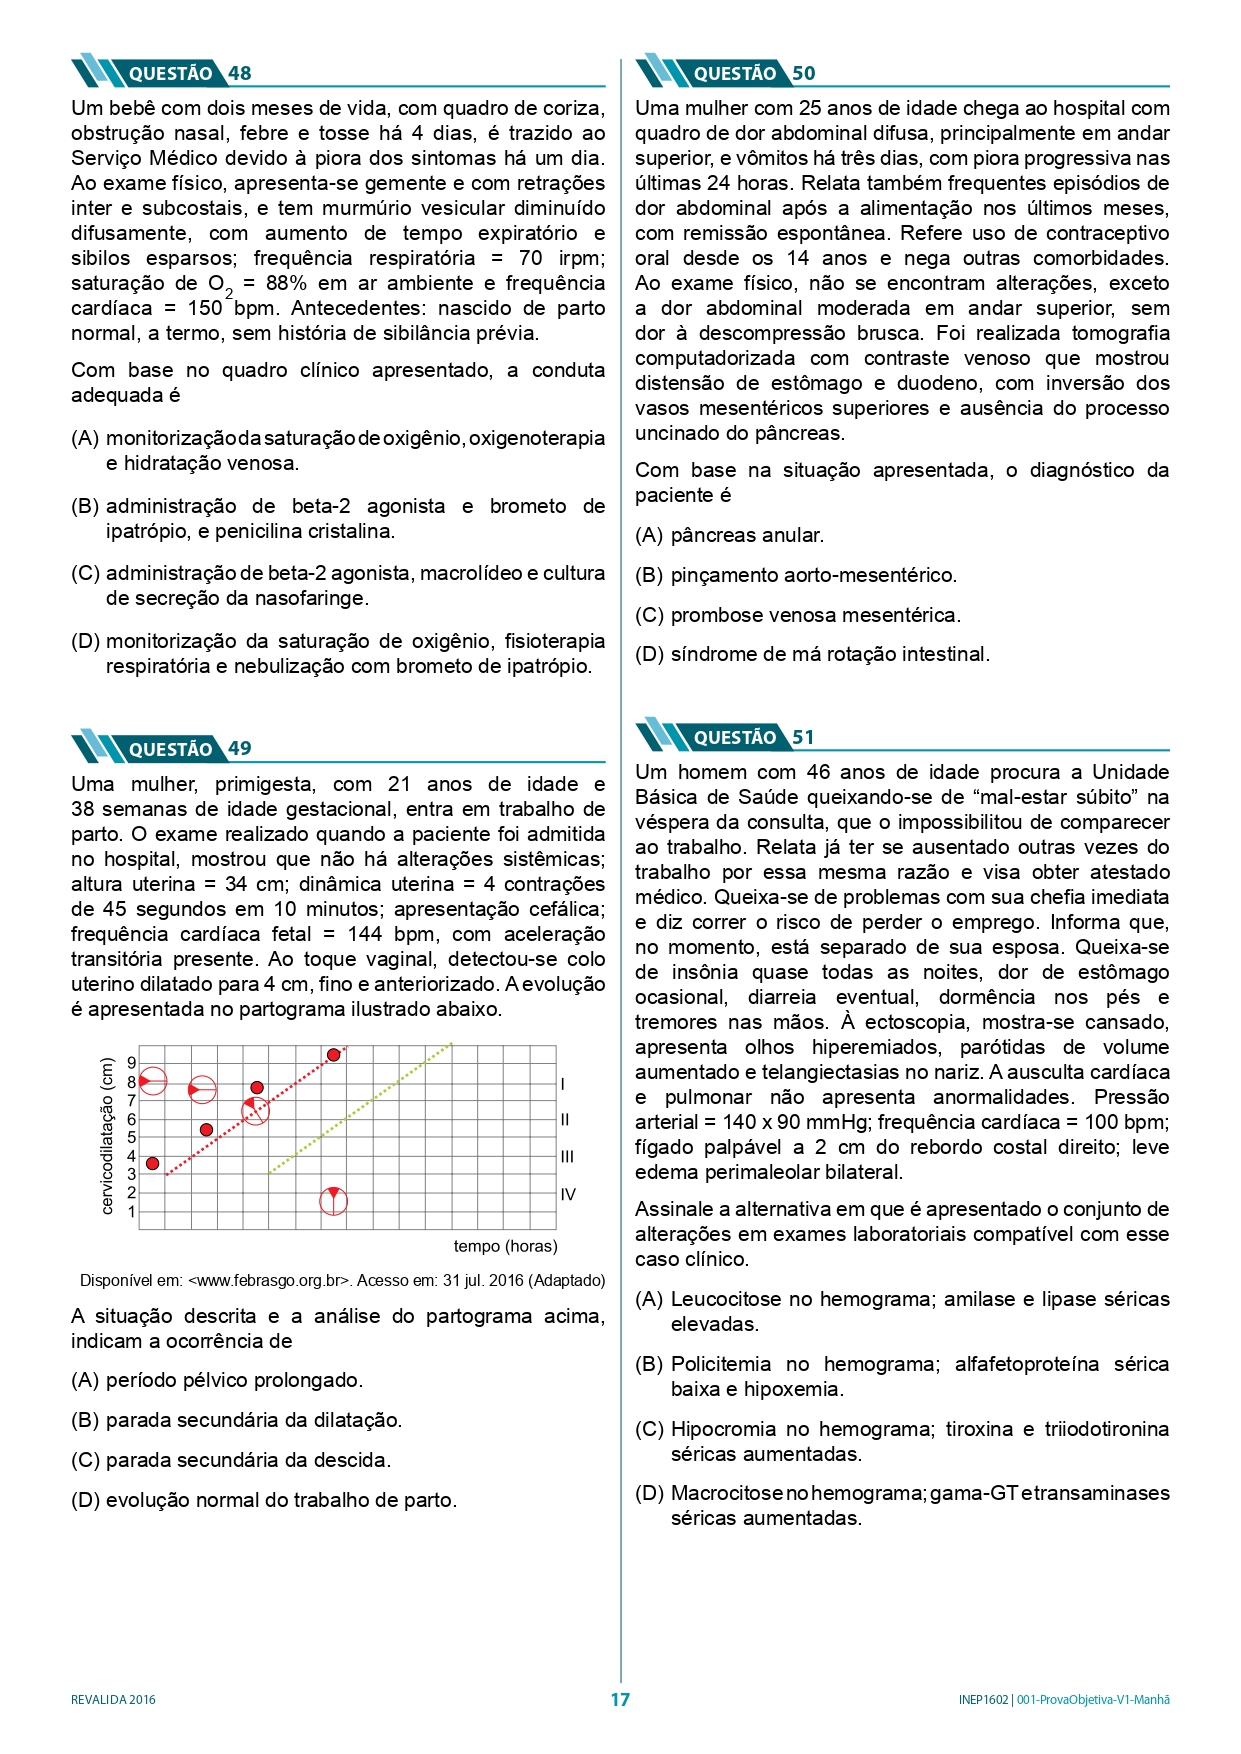 QUESTÃO 48
Um bebê com dois meses de vida, com quadro de coriza,
obstrução nasal, febre e tosse há 4 dias, é trazido ao
Serviço Médico devido à piora dos sintomas há um dia.
Ao exame físico, apresenta-se gemente e com retrações
inter e subcostais, e tem murmúrio vesicular diminuído
difusamente, com aumento de tempo expiratório e
sibilos esparsos; frequência respiratória = 70 irpm;
saturação de O2 = 88% em ar ambiente e frequência
cardíaca = 150 bpm. Antecedentes: nascido de parto
normal, a termo, sem história de sibilância prévia.
Com base no quadro clínico apresentado, a conduta
adequada é
(A) monitorização da saturação de oxigênio, oxigenoterapia
e hidratação venosa.
(B) administração de beta-2 agonista e brometo de
ipatrópio, e penicilina cristalina.
(C) administração de beta-2 agonista, macrolídeo e cultura
de secreção da nasofaringe.
(D) monitorização da saturação de oxigênio, fisioterapia
respiratória e nebulização com brometo de ipatrópio.
QUESTÃO 49
Uma mulher, primigesta, com 21 anos de idade e
38 semanas de idade gestacional, entra em trabalho de
parto. O exame realizado quando a paciente foi admitida
no hospital, mostrou que não há alterações sistêmicas;
altura uterina = 34 cm; dinâmica uterina = 4 contrações
de 45 segundos em 10 minutos; apresentação cefálica;
frequência cardíaca fetal = 144 bpm, com aceleração
transitória presente. Ao toque vaginal, detectou-se colo
uterino dilatado para 4 cm, fino e anteriorizado. A evolução
é apresentada no partograma ilustrado abaixo.
cervicodilatação (cm)
9
8
7
6
5
4
3
2
1
I
II
III
IV
tempo (horas)
Disponível em: <www.febrasgo.org.br>. Acesso em: 31 jul. 2016 (Adaptado)
A situação descrita e a análise do partograma acima,
indicam a ocorrência de
(A) período pélvico prolongado.
(B) parada secundária da dilatação.
(C) parada secundária da descida.
(D) evolução normal do trabalho de parto.
QUESTÃO 50
Uma mulher com 25 anos de idade chega ao hospital com
quadro de dor abdominal difusa, principalmente em andar
superior, e vômitos há três dias, com piora progressiva nas
últimas 24 horas. Relata também frequentes episódios de
dor abdominal após a alimentação nos últimos meses,
com remissão espontânea. Refere uso de contraceptivo
oral desde os 14 anos e nega outras comorbidades.
Ao exame físico, não se encontram alterações, exceto
a dor abdominal moderada em andar superior, sem
dor à descompressão brusca. Foi realizada tomografia
computadorizada com contraste venoso que mostrou
distensão de estômago e duodeno, com inversão dos
vasos mesentéricos superiores e ausência do processo
uncinado do pâncreas.
Com base na situação apresentada, o diagnóstico da
paciente é
(A) pâncreas anular.
(B) pinçamento aorto-mesentérico.
(C) prombose venosa mesentérica.
(D) síndrome de má rotação intestinal.
QUESTÃO 51
Um homem com 46 anos de idade procura a Unidade
Básica de Saúde queixando-se de “mal-estar súbito” na
véspera da consulta, que o impossibilitou de comparecer
ao trabalho. Relata já ter se ausentado outras vezes do
trabalho por essa mesma razão e visa obter atestado
médico. Queixa-se de problemas com sua chefia imediata
e diz correr o risco de perder o emprego. Informa que,
no momento, está separado de sua esposa. Queixa-se
de insônia quase todas as noites, dor de estômago
ocasional, diarreia eventual, dormência nos pés e
tremores nas mãos. À ectoscopia, mostra-se cansado,
apresenta olhos hiperemiados, parótidas de volume
aumentado e telangiectasias no nariz. A ausculta cardíaca
e pulmonar não apresenta anormalidades. Pressão
arterial = 140 x 90 mmHg; frequência cardíaca = 100 bpm;
fígado palpável a 2 cm do rebordo costal direito; leve
edema perimaleolar bilateral.
Assinale a alternativa em que é apresentado o conjunto de
alterações em exames laboratoriais compatível com esse
caso clínico.
(A) Leucocitose no hemograma; amilase e lipase séricas
elevadas.
(B) Policitemia no hemograma; alfafetoproteína sérica
baixa e hipoxemia.
(C) Hipocromia no hemograma; tiroxina e triiodotironina
séricas aumentadas.
(D) Macrocitose no hemograma; gama-GT e transaminases
séricas aumentadas.
REVALIDA 2016
17
INEP1602 | 001-ProvaObjetiva-V1-Manhã